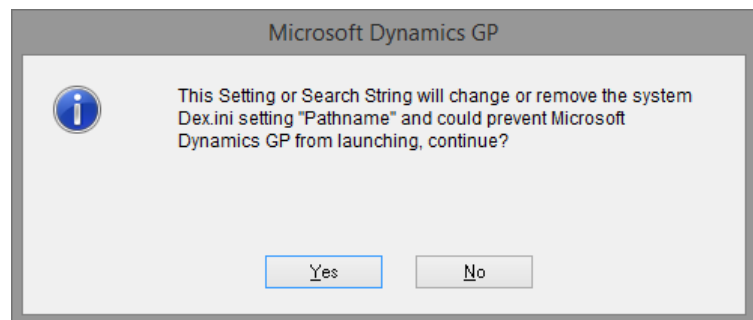 Microsoft Dynamics GP
This Setting or Search String will change or remove the system
Dex.ini setting "Pathname" and could prevent Microsoft
Dynamics GP from launching, continue?
Yes
No